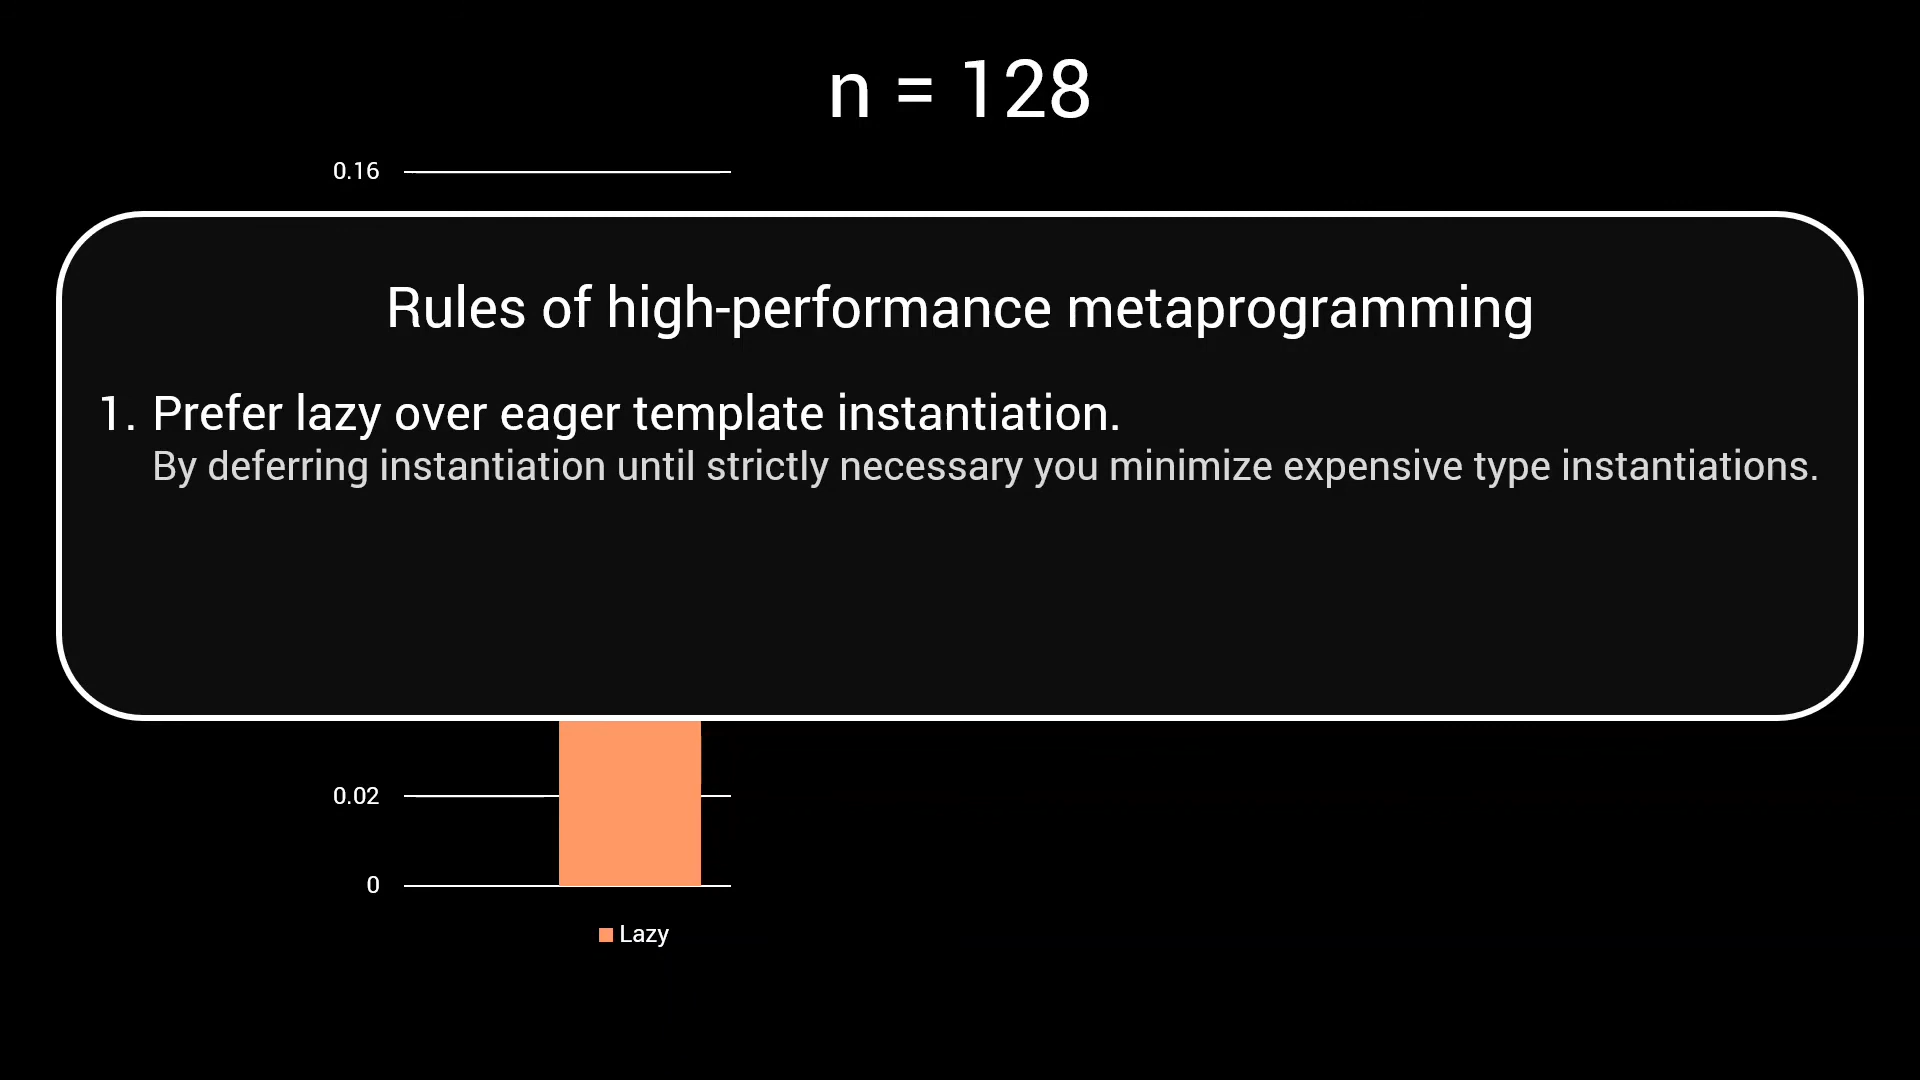 n = 128
0.16
Rules of high-performance metaprogramming
1. Prefer lazy over eager template instantiation.
By deferring instantiation until strictly necessary you minimize expensive type instantiations.
0.02
0
Lazy